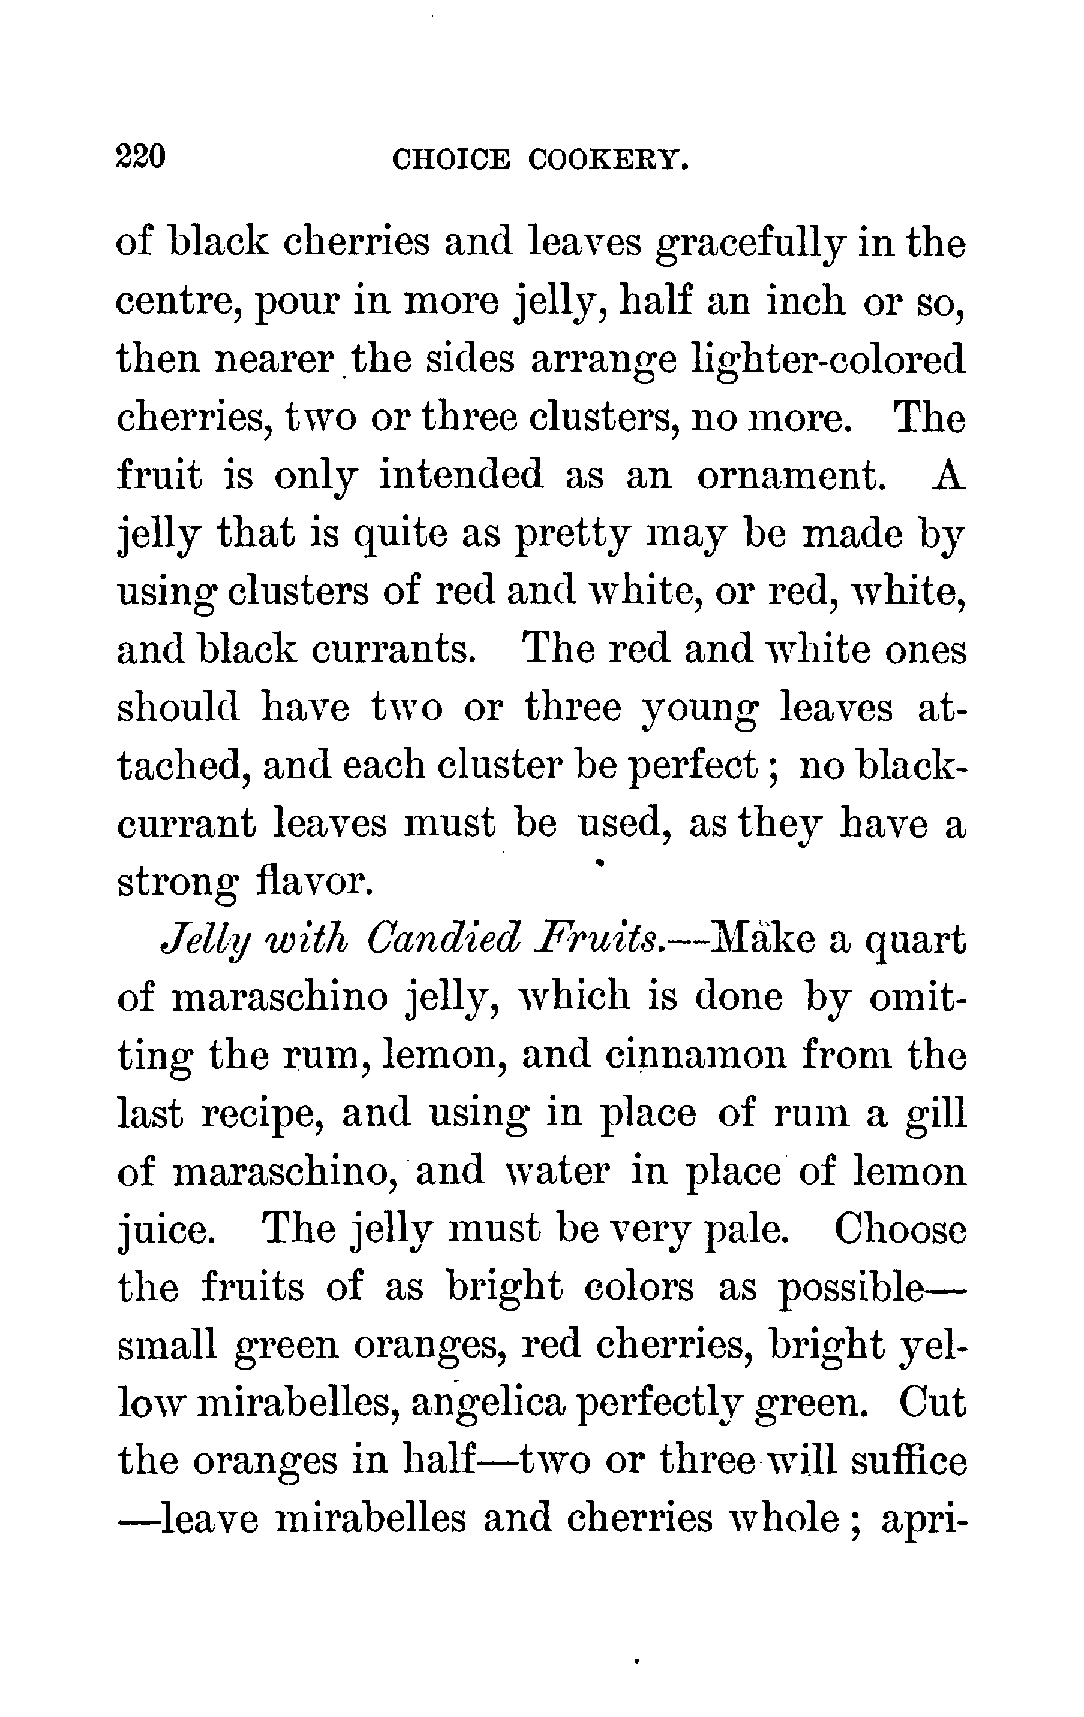 220 CHOICE COOKERY.
of black cherries and leaves gracefully in the
centre, pour in more jelly, half an inch or so,
then nearer the sides arrange lighter-colored
cherries, two or three clusters, no more. The
fruit is only intended as an ornament. A
jelly that is quite as pretty may be made by
using clusters of red and white, or red, white,
and black currants. The red and white ones
should have two or three young leaves at-
tached, and each cluster be perfect; no black-
currant leaves must be used, as they have a
strong flavor.
Jelly with Candied Fruits.—Make a quart
of maraschino jelly, which is done by omit-
ting the rum, lemon, and cinnamon from the
last recipe, and using in place of rum a gill
of maraschino, and water in place of lemon
juice. The jelly must be very pale. Choose
the fruits of as bright colors as possible—
small green oranges, red cherries, bright yel-
low mirabelles, angelica perfectly green. Cut
the oranges in half—two or three will suffice
—leave mirabelles and cherries whole; apri-